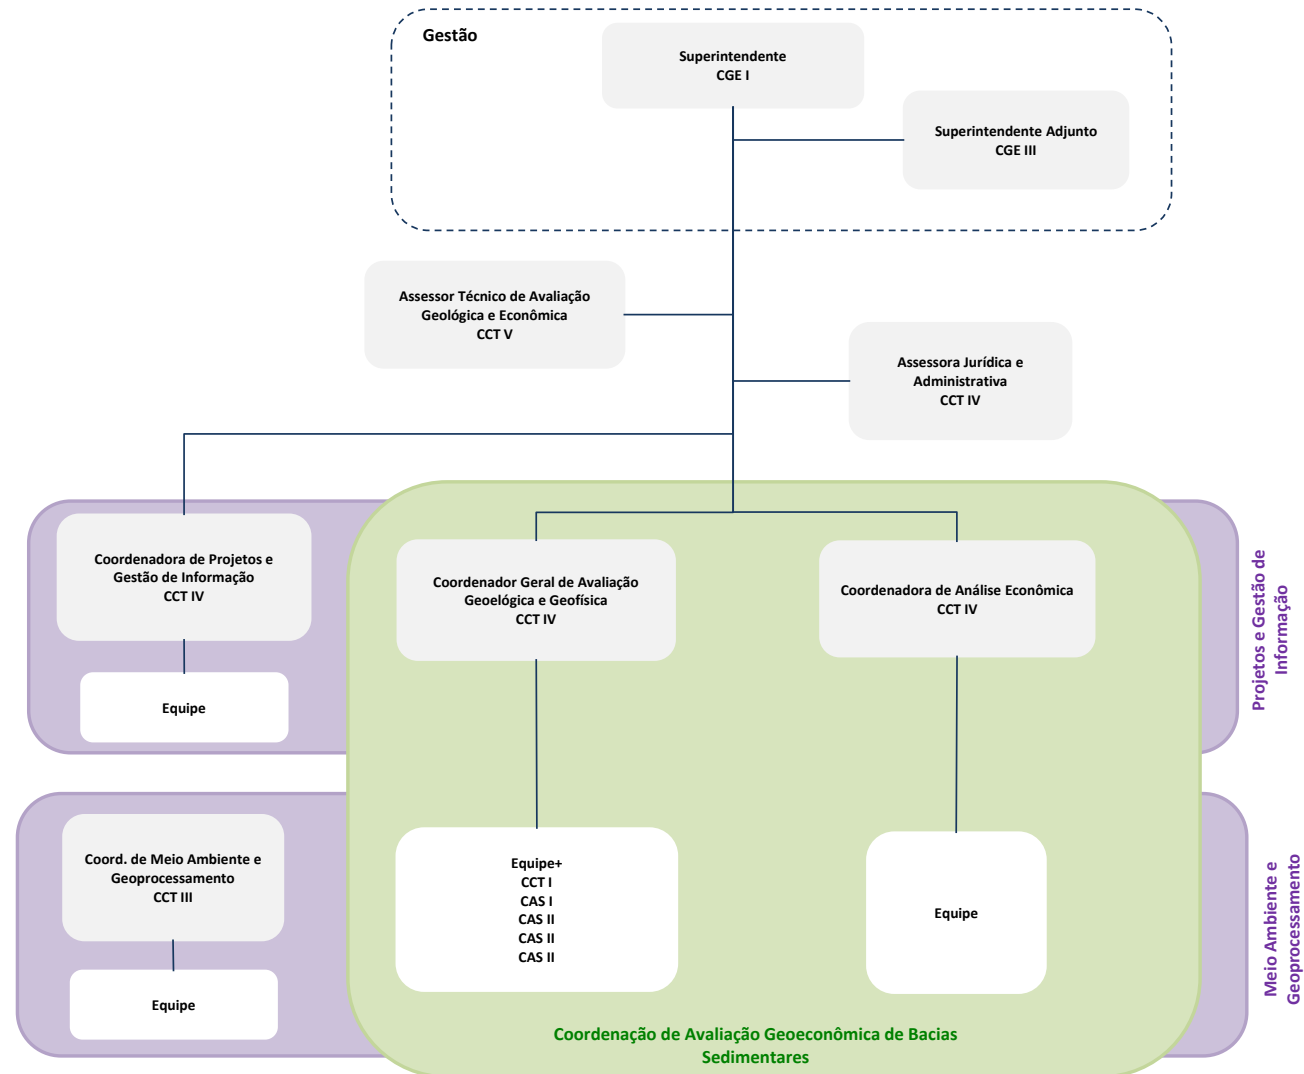 Gestão
Superintendente
CGE I
Superintendente Adjunto
CGE III
Assessor Técnico de Avaliação
Geológica e Econômica
CCT V
Assessora Jurídica e
Administrativa
CCT IV
Coordenadora de Projetos e
Gestão de Informação
CCT IV
Equipe
Coordenador Geral de Avaliação
Geoelógica e Geofísica
CCT IV
Coordenadora de Análise Econômica
CCT IV
Projetos e Gestão de
Informação
Coord. de Meio Ambiente e
Geoprocessamento
CCT III
Equipe
Equipe+
CCT I
CAS I
CAS II
CAS II
CAS II
Equipe
Meio Ambiente e
Geoprocessamento
Coordenação de Avaliação Geoeconômica de Bacias
Sedimentares